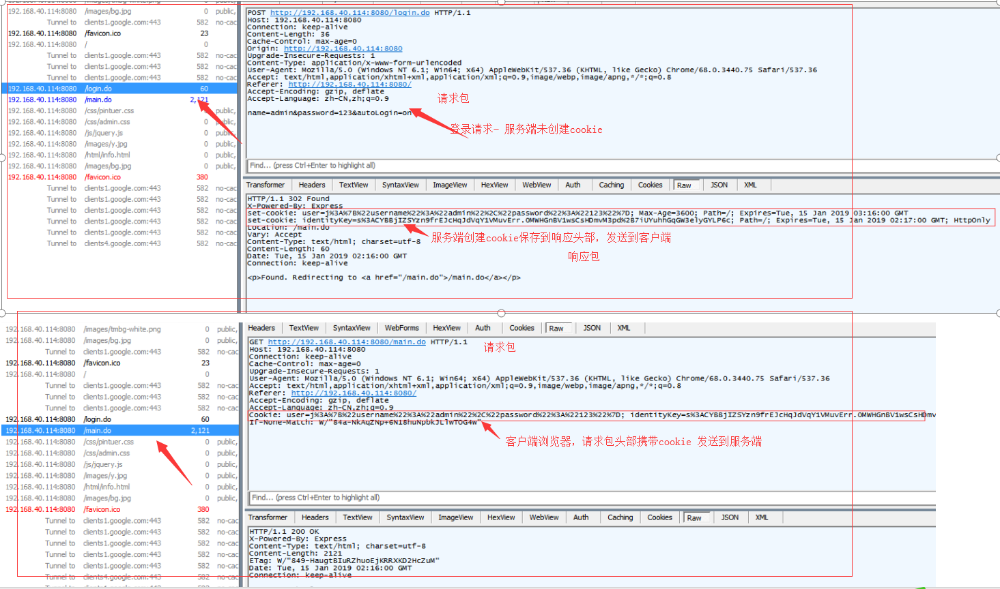 192.168.40.114:8080 /images/bg.jpg 0 public,
Tunnel to clients1.google.com:443 582 no-cac
192.168.40.114:8080 /favicon.ico 23
192.168.40.114:8080 / 0
Tunnel to clients1.google.com:443 582 no-cac
Tunnel to clients1.google.com:443 582 no-cac
Tunnel to clients1.google.com:443 582 no-cac
192.168.40.114:8080 /login.do 60
192.168.40.114:8080 /main.do 2,121
192.168.40.114:8080 /css/pintuer.css public,
192.168.40.114:8080 /css/admin.css 0 public,
192.168.40.114:8080 /js/jquery.js 0 public,
192.168.40.114:8080 /images/y.jpg 0 public,
192.168.40.114:8080 /html/info.html 0 public,
192.168.40.114:8080 /images/bg.jpg 0 public,
192.168.40.114:8080 /favicon.ico 380
Tunnel to clients1.google.com:443 582 no-cac
Tunnel to clients1.google.com:443 582 no-cac
Tunnel to clients1.google.com:443 582 no-cac
Tunnel to clients1.google.com:443 582 no-cac
Tunnel to clients4.google.com:443 582 no-cac
Tunnel to clients4.google.com:443 582 no-cac
POST http://192.168.40.114:8080/login.do HTTP/1.1
Host: 192.168.40.114:8080
Connection: keep-alive
Content-Length: 36
Cache-Control: max-age=0
Origin: http://192.168.40.114:8080
Upgrade-Insecure-Requests: 1
Content-Type: application/x-www-form-urlencoded
User-Agent: Mozilla/5.0 (Windows NT 6.1; Win64; x64) AppleWebKit/537.36 (KHTML, like Gecko) Chrome/68.0.3440.75 Safari/537.36
Accept: text/html,application/xhtml+xml,application/xml;q=0.9,image/webp,image/apng,*/*;q=0.8
Referer: http://192.168.40.114:8080/
Accept-Encoding: gzip, deflate
Accept-Language: zh-CN,zh;q=0.9
请求包
name=admin&password=123&autoLogin=on
登录请求- 服务端未创建cookie
Find... (press Ctrl+Enter to highlight all)
Transformer Headers TextView SyntaxView ImageView HexView WebView Auth Caching Cookies Raw JSON XML
HTTP/1.1 302 Found
X-Powered-By: Express
set-cookie: user=j%3A%7B%22username%22%3A%22admin%22%2C%22password%22%3A%22123%22%7D; Max-Age=3600; Path=/; Expires=Tue, 15 Jan 2019 03:16:00 GMT
set-cookie: identityKey=s%3ACYBBjIZSYzn9frEJcHqJdVqY1VMuvErr.OMWHGnBV1wsCsHDmvM3pd%2B7iUYuhhGqGW3elyGYLP6c; Path=/; Expires=Tue, 15 Jan 2019 02:17:00 GMT; HttpOnly
Location: /main.do
Vary: Accept
Content-Type: text/html; charset=utf-8
Content-Length: 60
Date: Tue, 15 Jan 2019 02:16:00 GMT
Connection: keep-alive
服务端创建cookie保存到响应头部, 发送到客户端
响应包
<p>Found. Redirecting to <a href="/main.do">/main.do</a></p>
192.168.40.114:8080 /images/tmbg-white.png 0 public,
192.168.40.114:8080 /images/bg.jpg 0 public,
Tunnel to clients1.google.com:443 582 no-cac
192.168.40.114:8080 /favicon.ico 23
192.168.40.114:8080 / 0
Tunnel to clients1.google.com:443 582 no-cac
Tunnel to clients1.google.com:443 582 no-cac
Tunnel to clients1.google.com:443 582 no-cac
192.168.40.114:8080 /login.do 60
192.168.40.114:8080 /main.do 2,121
192.168.40.114:8080 /css/pintuer.css 0 public,
192.168.40.114:8080 /css/admin.css 0 public,
192.168.40.114:8080 /js/jquery.js 0 public,
192.168.40.114:8080 /images/y.jpg 0 public,
192.168.40.114:8080 /html/info.html 0 public,
192.168.40.114:8080 /images/bg.jpg 0 public,
192.168.40.114:8080 /favicon.ico 380
Tunnel to clients1.google.com:443 582 no-cac
Tunnel to clients1.google.com:443 582 no-cac
Tunnel to clients1.google.com:443 582 no-cac
Tunnel to clients1.google.com:443 582 no-cac
Tunnel to clients1.google.com:443 582 no-cac
Tunnel to clients4.google.com:443 582 no-cac
Headers TextView SyntaxView WebForms HexView Auth Cookies Raw JSON XML
GET http://192.168.40.114:8080/main.do HTTP/1.1
请求包
Host: 192.168.40.114:8080
Connection: keep-alive
Cache-Control: max-age=0
Upgrade-Insecure-Requests: 1
User-Agent: Mozilla/5.0 (Windows NT 6.1; Win64; x64) AppleWebKit/537.36 (KHTML, like Gecko) Chrome/68.0.3440.75 Safari/537.36
Accept: text/html,application/xhtml+xml,application/xml;q=0.9,image/webp,image/apng,*/*;q=0.8
Referer: http://192.168.40.114:8080/
Accept-Encoding: gzip, deflate
Accept-Language: zh-CN,zh;q=0.9
Cookie: user=j%3A%7B%22username%22%3A%22admin%22%2C%22password%22%3A%22123%22%7D; identityKey=s%3ACYBBjIZSYzn9frEJcHqJdVqY1VMuvErr.OMWHGnBV1wsCsHDmv
If-None-Match: W/"84a-NkAqZNp+6Ni8huNpbkJLlwTOG4w"
客户端浏览器, 请求包头部携带cookie 发送到服务端
Find... (press Ctrl+Enter to highlight all)
Transformer Headers TextView SyntaxView ImageView HexView WebView Auth Caching Cookies Raw JSON XML
HTTP/1.1 200 OK
X-Powered-By: Express
Content-Type: text/html; charset=utf-8
Content-Length: 2121
ETag: W/"849-HaugtBIuRZhuoEjKRRXKD2HcZuM"
Date: Tue, 15 Jan 2019 02:16:00 GMT
Connection: keep-alive